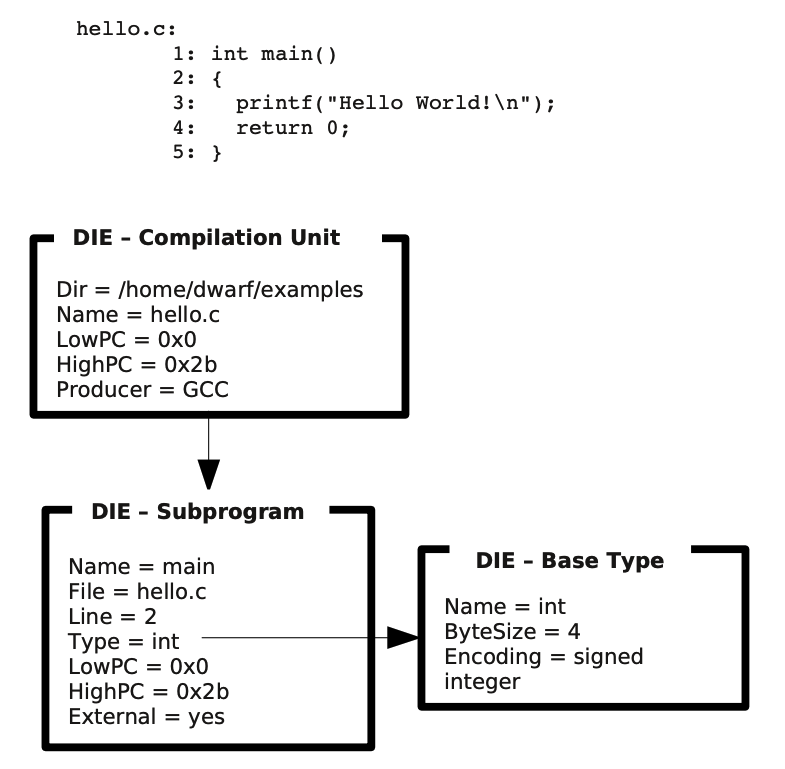 hello.c:
1: int main()
2: {
3:   printf("Hello World!\n");
4:   return 0;
5: }
DIE – Compilation Unit
Dir = /home/dwarf/examples
Name = hello.c
LowPC = 0x0
HighPC = 0x2b
Producer = GCC
DIE – Subprogram
Name = main
File = hello.c
Line = 2
Type = int
LowPC = 0x0
HighPC = 0x2b
External = yes
DIE – Base Type
Name = int
ByteSize = 4
Encoding = signed
integer